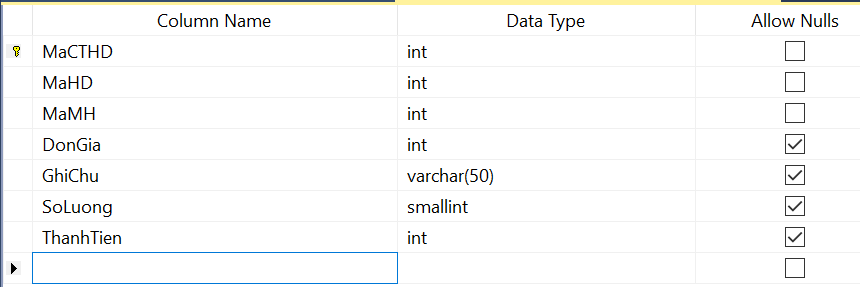 Column Name Data Type Allow Nulls
MaCTHD int
MaHD int
MaMH int
DonGia int
GhiChu varchar(50)
SoLuong smallint
ThanhTien int